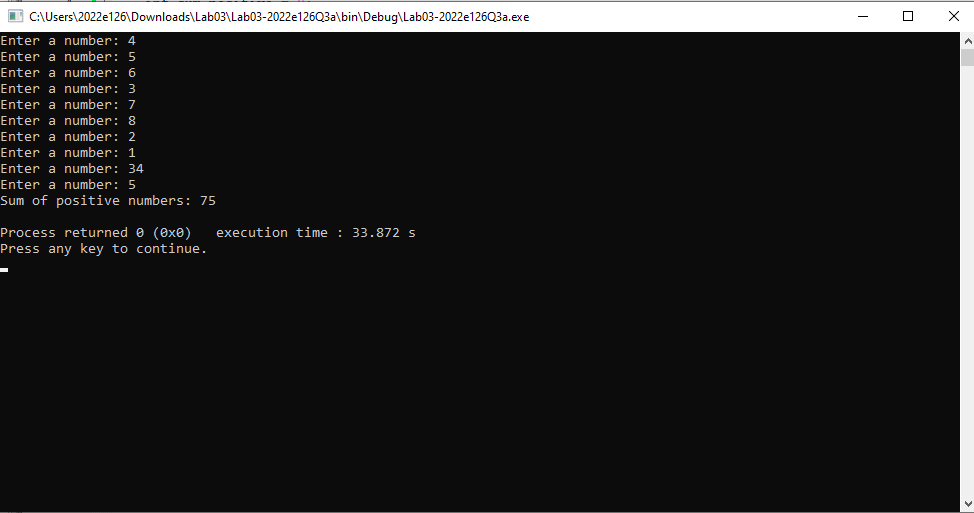 C:\Users\2022e126\Downloads\Lab03\Lab03-2022e126Q3a\bin\Debug\Lab03-2022e126Q3a.exe
Enter a number: 4
Enter a number: 5
Enter a number: 6
Enter a number: 3
Enter a number: 7
Enter a number: 8
Enter a number: 2
Enter a number: 1
Enter a number: 34
Enter a number: 5
Sum of positive numbers: 75
Process returned 0 (0x0)   execution time : 33.872 s
Press any key to continue.